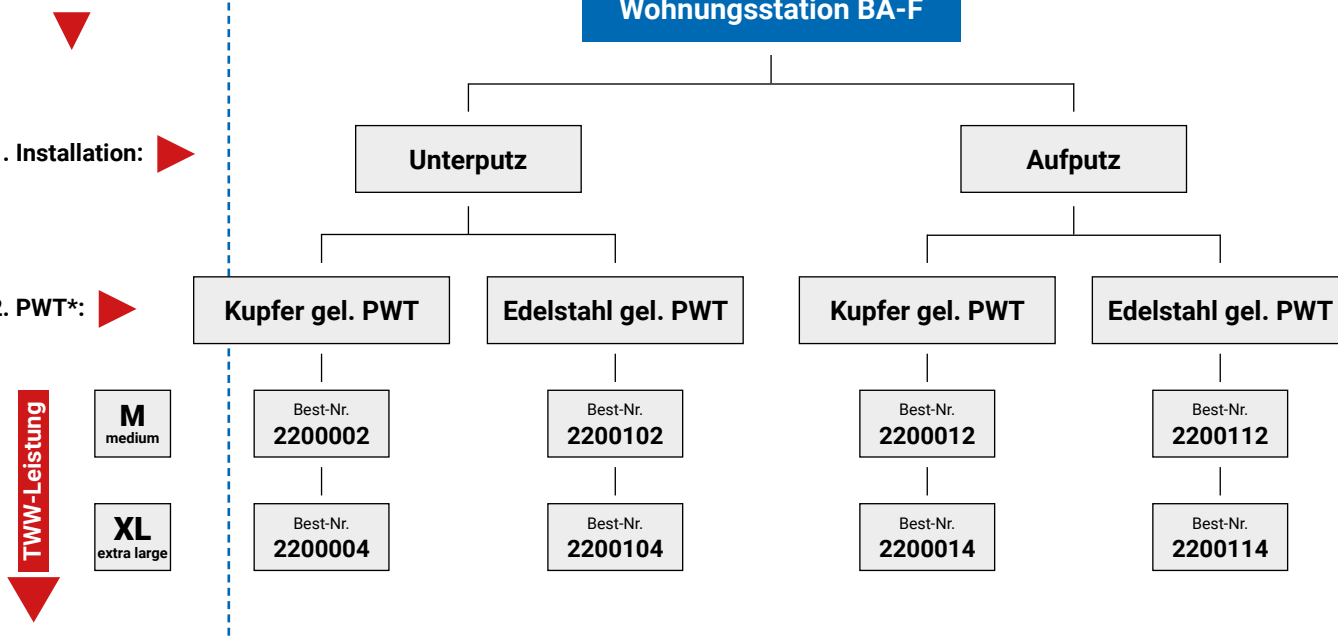 Wohnungsstation BA-F
. Installation:
Unterputz
Aufputz
2. PWT*:
Kupfer gel. PWT
Edelstahl gel. PWT
Kupfer gel. PWT
Edelstahl gel. PWT
TWW-Leistung
M
medium
Best-Nr.
2200002
Best-Nr.
2200102
Best-Nr.
2200012
Best-Nr.
2200112
XL
extra large
Best-Nr.
2200004
Best-Nr.
2200104
Best-Nr.
2200014
Best-Nr.
2200114